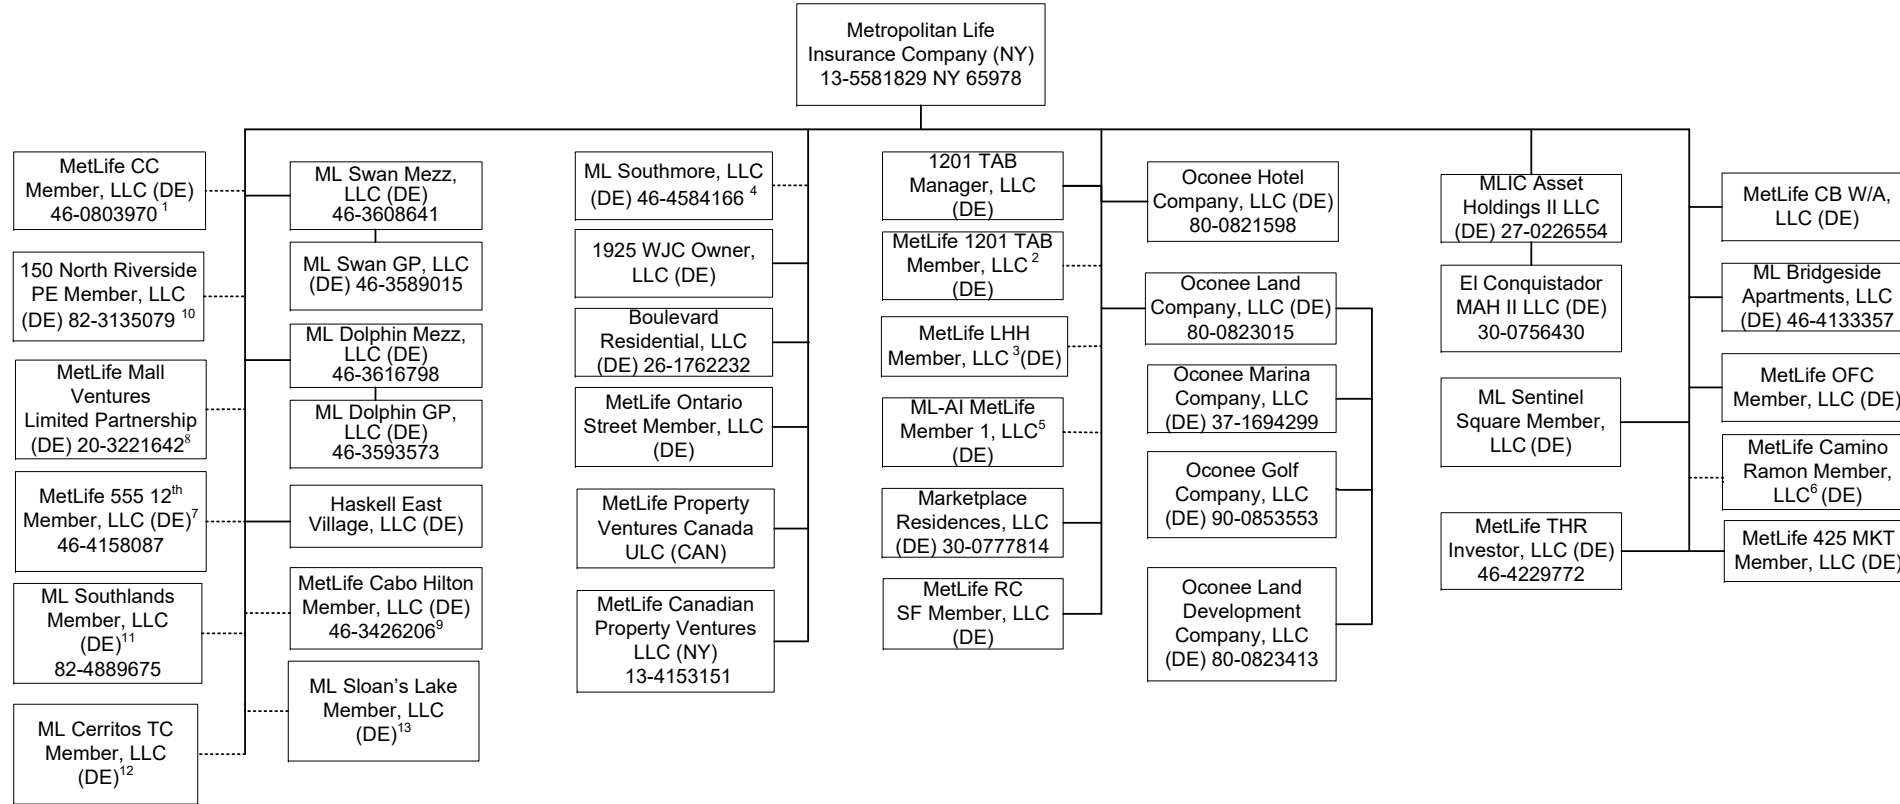 Metropolitan Life
Insurance Company (NY)
13-5581829 NY 65978
MetLife CC
Member, LLC (DE)
46-0803970 1
150 North Riverside
PE Member, LLC
(DE) 82-3135079 10
MetLife Mall
Ventures
Limited Partnership
(DE) 20-3221642 8
MetLife 555 12th
Member, LLC (DE)7
46-4158087
ML Southlands
Member, LLC
(DE)11
82-4889675
ML Cerritos TC
Member, LLC
(DE)12
ML Swan Mezz,
LLC (DE)
46-3608641
ML Swan GP, LLC
(DE) 46-3589015
ML Dolphin Mezz,
LLC (DE)
46-3616798
ML Dolphin GP,
LLC (DE)
46-3593573
Haskell East
Village, LLC (DE)
MetLife Cabo Hilton
Member, LLC (DE)
46-3426206 9
ML Sloan’s Lake
Member, LLC
(DE)13
ML Southmore, LLC
(DE) 46-4584166 4
1925 WJC Owner,
LLC (DE)
Boulevard
Residential, LLC
(DE) 26-1762232
MetLife Ontario
Street Member, LLC
(DE)
MetLife Property
Ventures Canada
ULC (CAN)
MetLife Canadian
Property Ventures
LLC (NY)
13-4153151
1201 TAB
Manager, LLC
(DE)
MetLife 1201 TAB
Member, LLC 2
(DE)
MetLife LHH
Member, LLC 3 (DE)
ML-AI MetLife
Member 1, LLC5
(DE)
Marketplace
Residences, LLC
(DE) 30-0777814
MetLife RC
SF Member, LLC
(DE)
Oconee Hotel
Company, LLC (DE)
80-0821598
Oconee Land
Company, LLC (DE)
80-0823015
Oconee Marina
Company, LLC
(DE) 37-1694299
Oconee Golf
Company, LLC
(DE) 90-0853553
Oconee Land
Development
Company, LLC
(DE) 80-0823413
MLIC Asset
Holdings II LLC
(DE) 27-0226554
El Conquistador
MAH II LLC (DE)
30-0756430
ML Sentinel
Square Member,
LLC (DE)
MetLife THR
Investor, LLC (DE)
46-4229772
MetLife CB W/A,
LLC (DE)
ML Bridgeside
Apartments, LLC
(DE) 46-4133357
MetLife OFC
Member, LLC (DE)
MetLife Camino
Ramon Member,
LLC6 (DE)
MetLife 425 MKT
Member, LLC (DE)